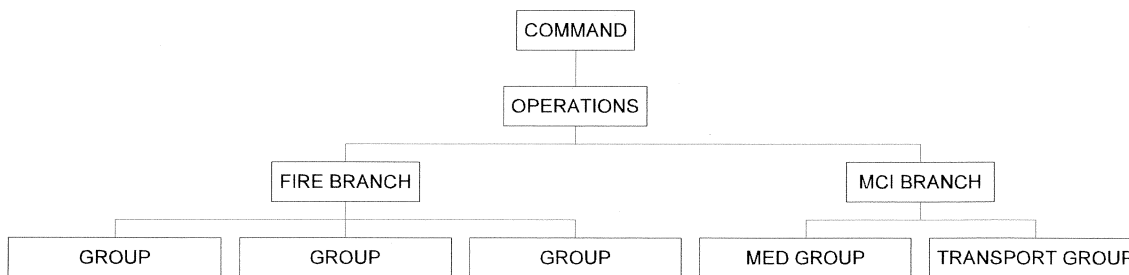 COMMAND
OPERATIONS
FIRE BRANCH
MCI BRANCH
GROUP
GROUP
GROUP
MED GROUP
TRANSPORT GROUP